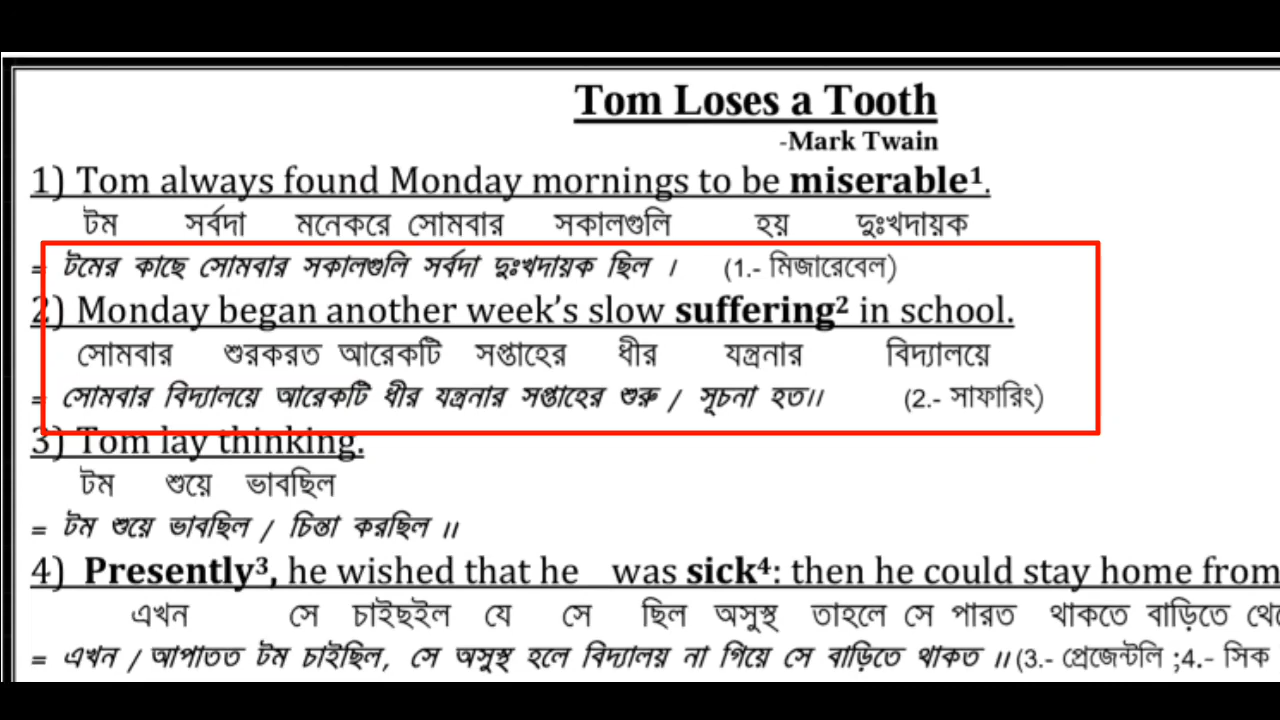 Tom Loses a Tooth
-Mark Twain
1) Tom always found Monday mornings to be miserable¹.
টম সর্বদা মনেকরে সোমবার সকালগুলি হয় দুঃখদায়ক
= টমের কাছে সোমবার সকালগুলি সর্বদা দুঃখদায়ক ছিল । (1.- মিজারেবেল)
2) Monday began another week’s slow suffering² in school.
সোমবার শুরকরত আরেকটি সপ্তাহের ধীর যন্ত্রনার বিদ্যালয়ে
= সোমবার বিদ্যালয়ে আরেকটি ধীর যন্ত্রনার সপ্তাহের শুরু / সূচনা হত।। (2.- সাফারিং)
3) Tom lay thinking.
টম শুয়ে ভাবছিল
= টম শুয়ে ভাবছিল / চিন্তা করছিল ।।
4) Presently³, he wished that he was sick⁴: then he could stay home from
এখন সে চাইছইল যে সে ছিল অসুস্থ তাহলে সে পারত থাকতে বাড়িতে
= এখন / আপাতত টম চাইছিল, সে অসুস্থ হলে বিদ্যালয় না গিয়ে সে বাড়িতে থাকত ।। (3.- প্রেজেন্টলি ;4.- সিক